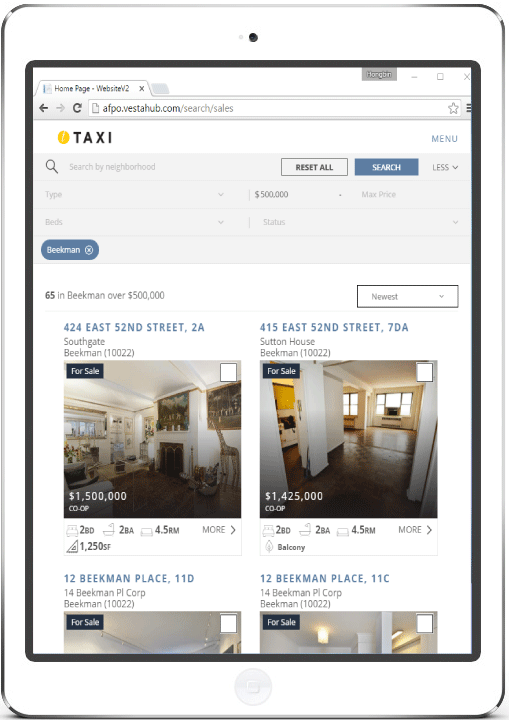 Hongbin
Home Page - WebsiteV2
afpo.vestahub.com/search/sales
TAXI
MENU
Search by neighborhood
RESET ALL
SEARCH
LESS
Type
$500,000
-
Max Price
Beds
Status
Beekman
65 in Beekman over $500,000
Newest
424 EAST 52ND STREET, 2A
Southgate
Beekman (10022)
For Sale
$1,500,000
CO-OP
2BD 2BA 4.5RM MORE
1,250SF
415 EAST 52ND STREET, 7DA
Sutton House
Beekman (10022)
For Sale
$1,425,000
CO-OP
2BD 2BA 4.5RM MORE
Balcony
12 BEEKMAN PLACE, 11D
14 Beekman Pl Corp
Beekman (10022)
For Sale
12 BEEKMAN PLACE, 11C
14 Beekman Pl Corp
Beekman (10022)
For Sale